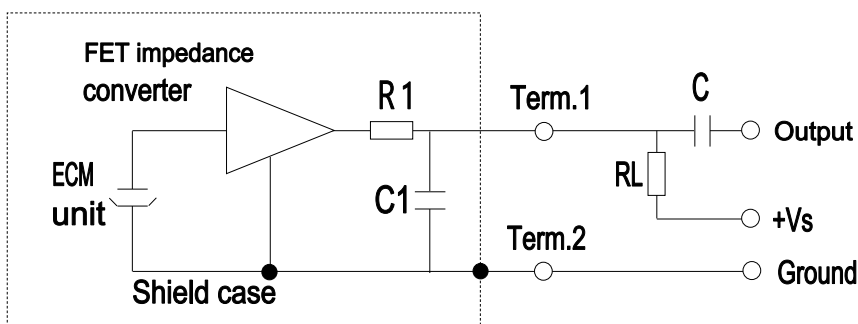 FET impedance
converter
R1
Term.1
C
Output
ECM
unit
C1
RL
+Vs
Term.2
Ground
Shield case